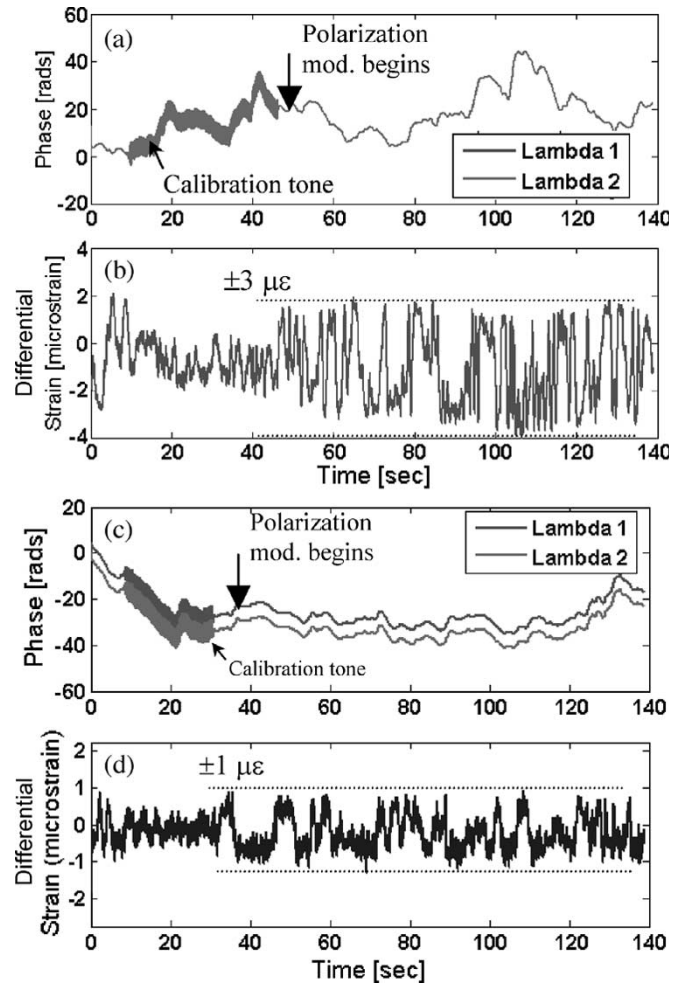 (a)
Polarization
mod. begins
Calibration tone
Lambda 1
Lambda 2
Phase [rads]
60
40
20
0
-20
0 20 40 60 80 100 120 140
(b)
±3 με
Differential
Strain [microstrain]
4
2
0
-2
-4
0 20 40 60 80 100 120 140
Time [sec]
(c)
Polarization
mod. begins
Calibration tone
Lambda 1
Lambda 2
Phase [rads]
20
0
-20
-40
-60
0 20 40 60 80 100 120 140
(d)
±1 με
Differential
Strain (microstrain)
2
1
0
-1
-2
0 20 40 60 80 100 120 140
Time [sec]